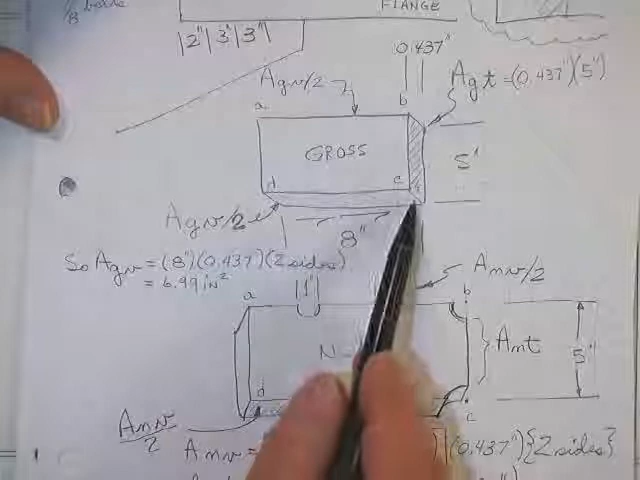 8 bolts
FLANGE
|2"|3"|3"|
0.437"
Agv/2
Agt=(0.437")(5")
a b
GROSS
5"
d c
Agv/2
8"
So Agv = (8")(0.437)(2 sides)
= 6.99 in²
Anv/2
a |1"| b
Ant
5"
d c
Anv/2
Anv =
(0.437"){2 sides}